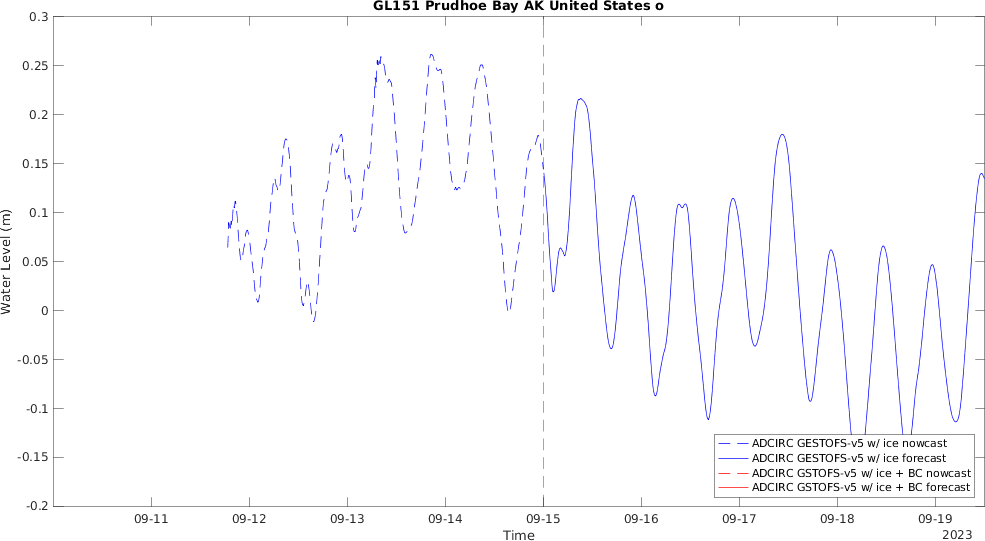 GL151 Prudhoe Bay AK United States o
0.3
0.25
0.2
0.15
0.1
0.05
0
-0.05
-0.1
-0.15
-0.2
Water Level (m)
ADCIRC GESTOFS-v5 w/ ice nowcast
ADCIRC GESTOFS-v5 w/ ice forecast
ADCIRC GSTOFS-v5 w/ ice + BC nowcast
ADCIRC GSTOFS-v5 w/ ice + BC forecast
09-11 09-12 09-13 09-14 09-15 09-16 09-17 09-18 09-19
Time
2023